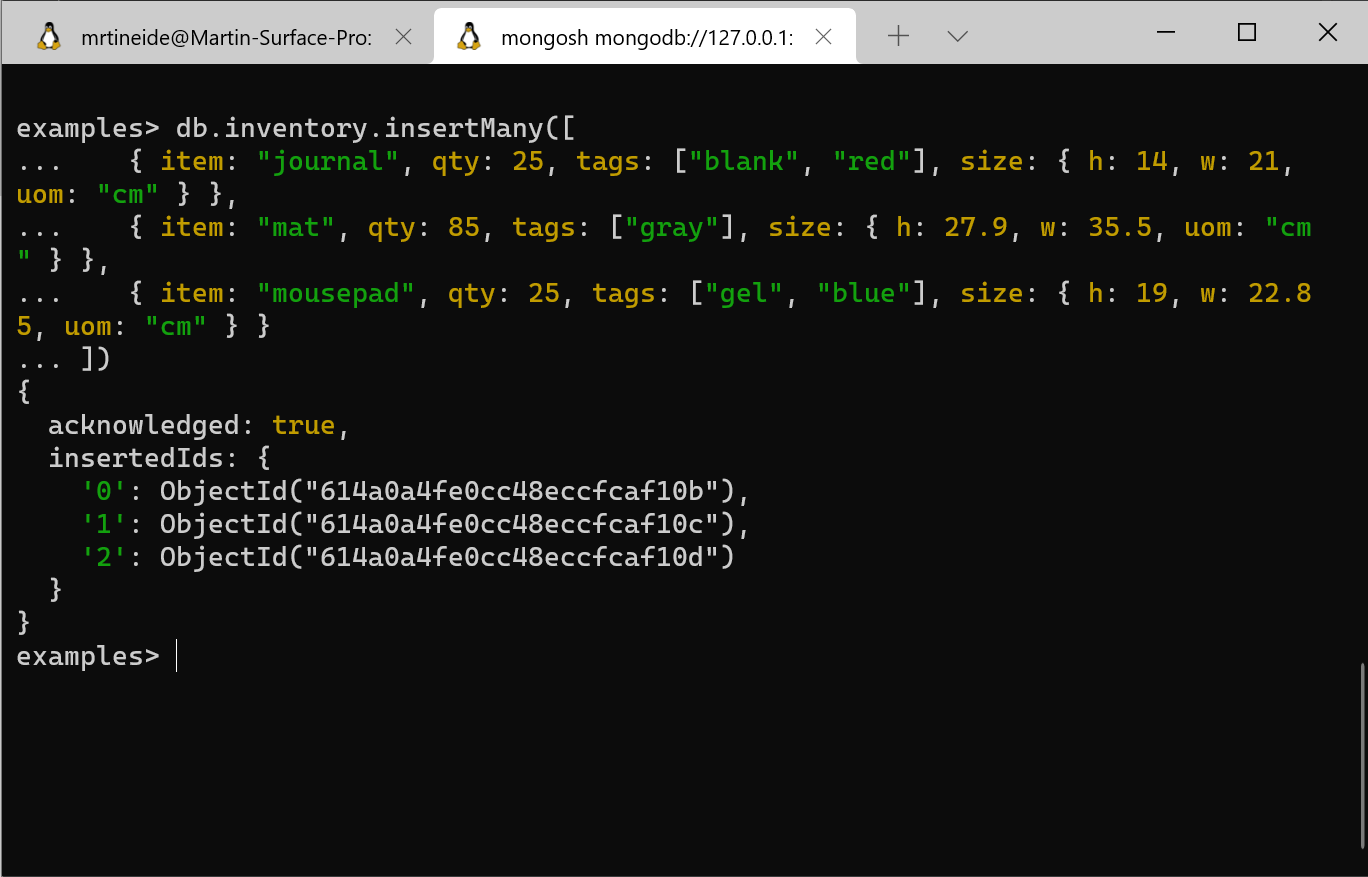 mrtineide@Martin-Surface-Pro: mongosh mongodb://127.0.0.1:
examples> db.inventory.insertMany([
...    { item: "journal", qty: 25, tags: ["blank", "red"], size: { h: 14, w: 21,
uom: "cm" } },
...    { item: "mat", qty: 85, tags: ["gray"], size: { h: 27.9, w: 35.5, uom: "cm
" } },
...    { item: "mousepad", qty: 25, tags: ["gel", "blue"], size: { h: 19, w: 22.8
5, uom: "cm" } }
... ])
{
  acknowledged: true,
  insertedIds: {
    '0': ObjectId("614a0a4fe0cc48eccfcaf10b"),
    '1': ObjectId("614a0a4fe0cc48eccfcaf10c"),
    '2': ObjectId("614a0a4fe0cc48eccfcaf10d")
  }
}
examples>